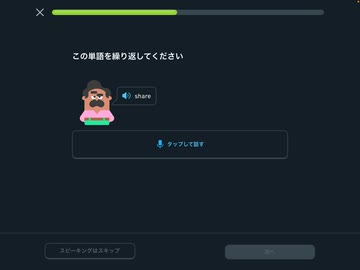 この単語を繰り返してください
share
タップして話す
スピーキングはスキップ
次へ